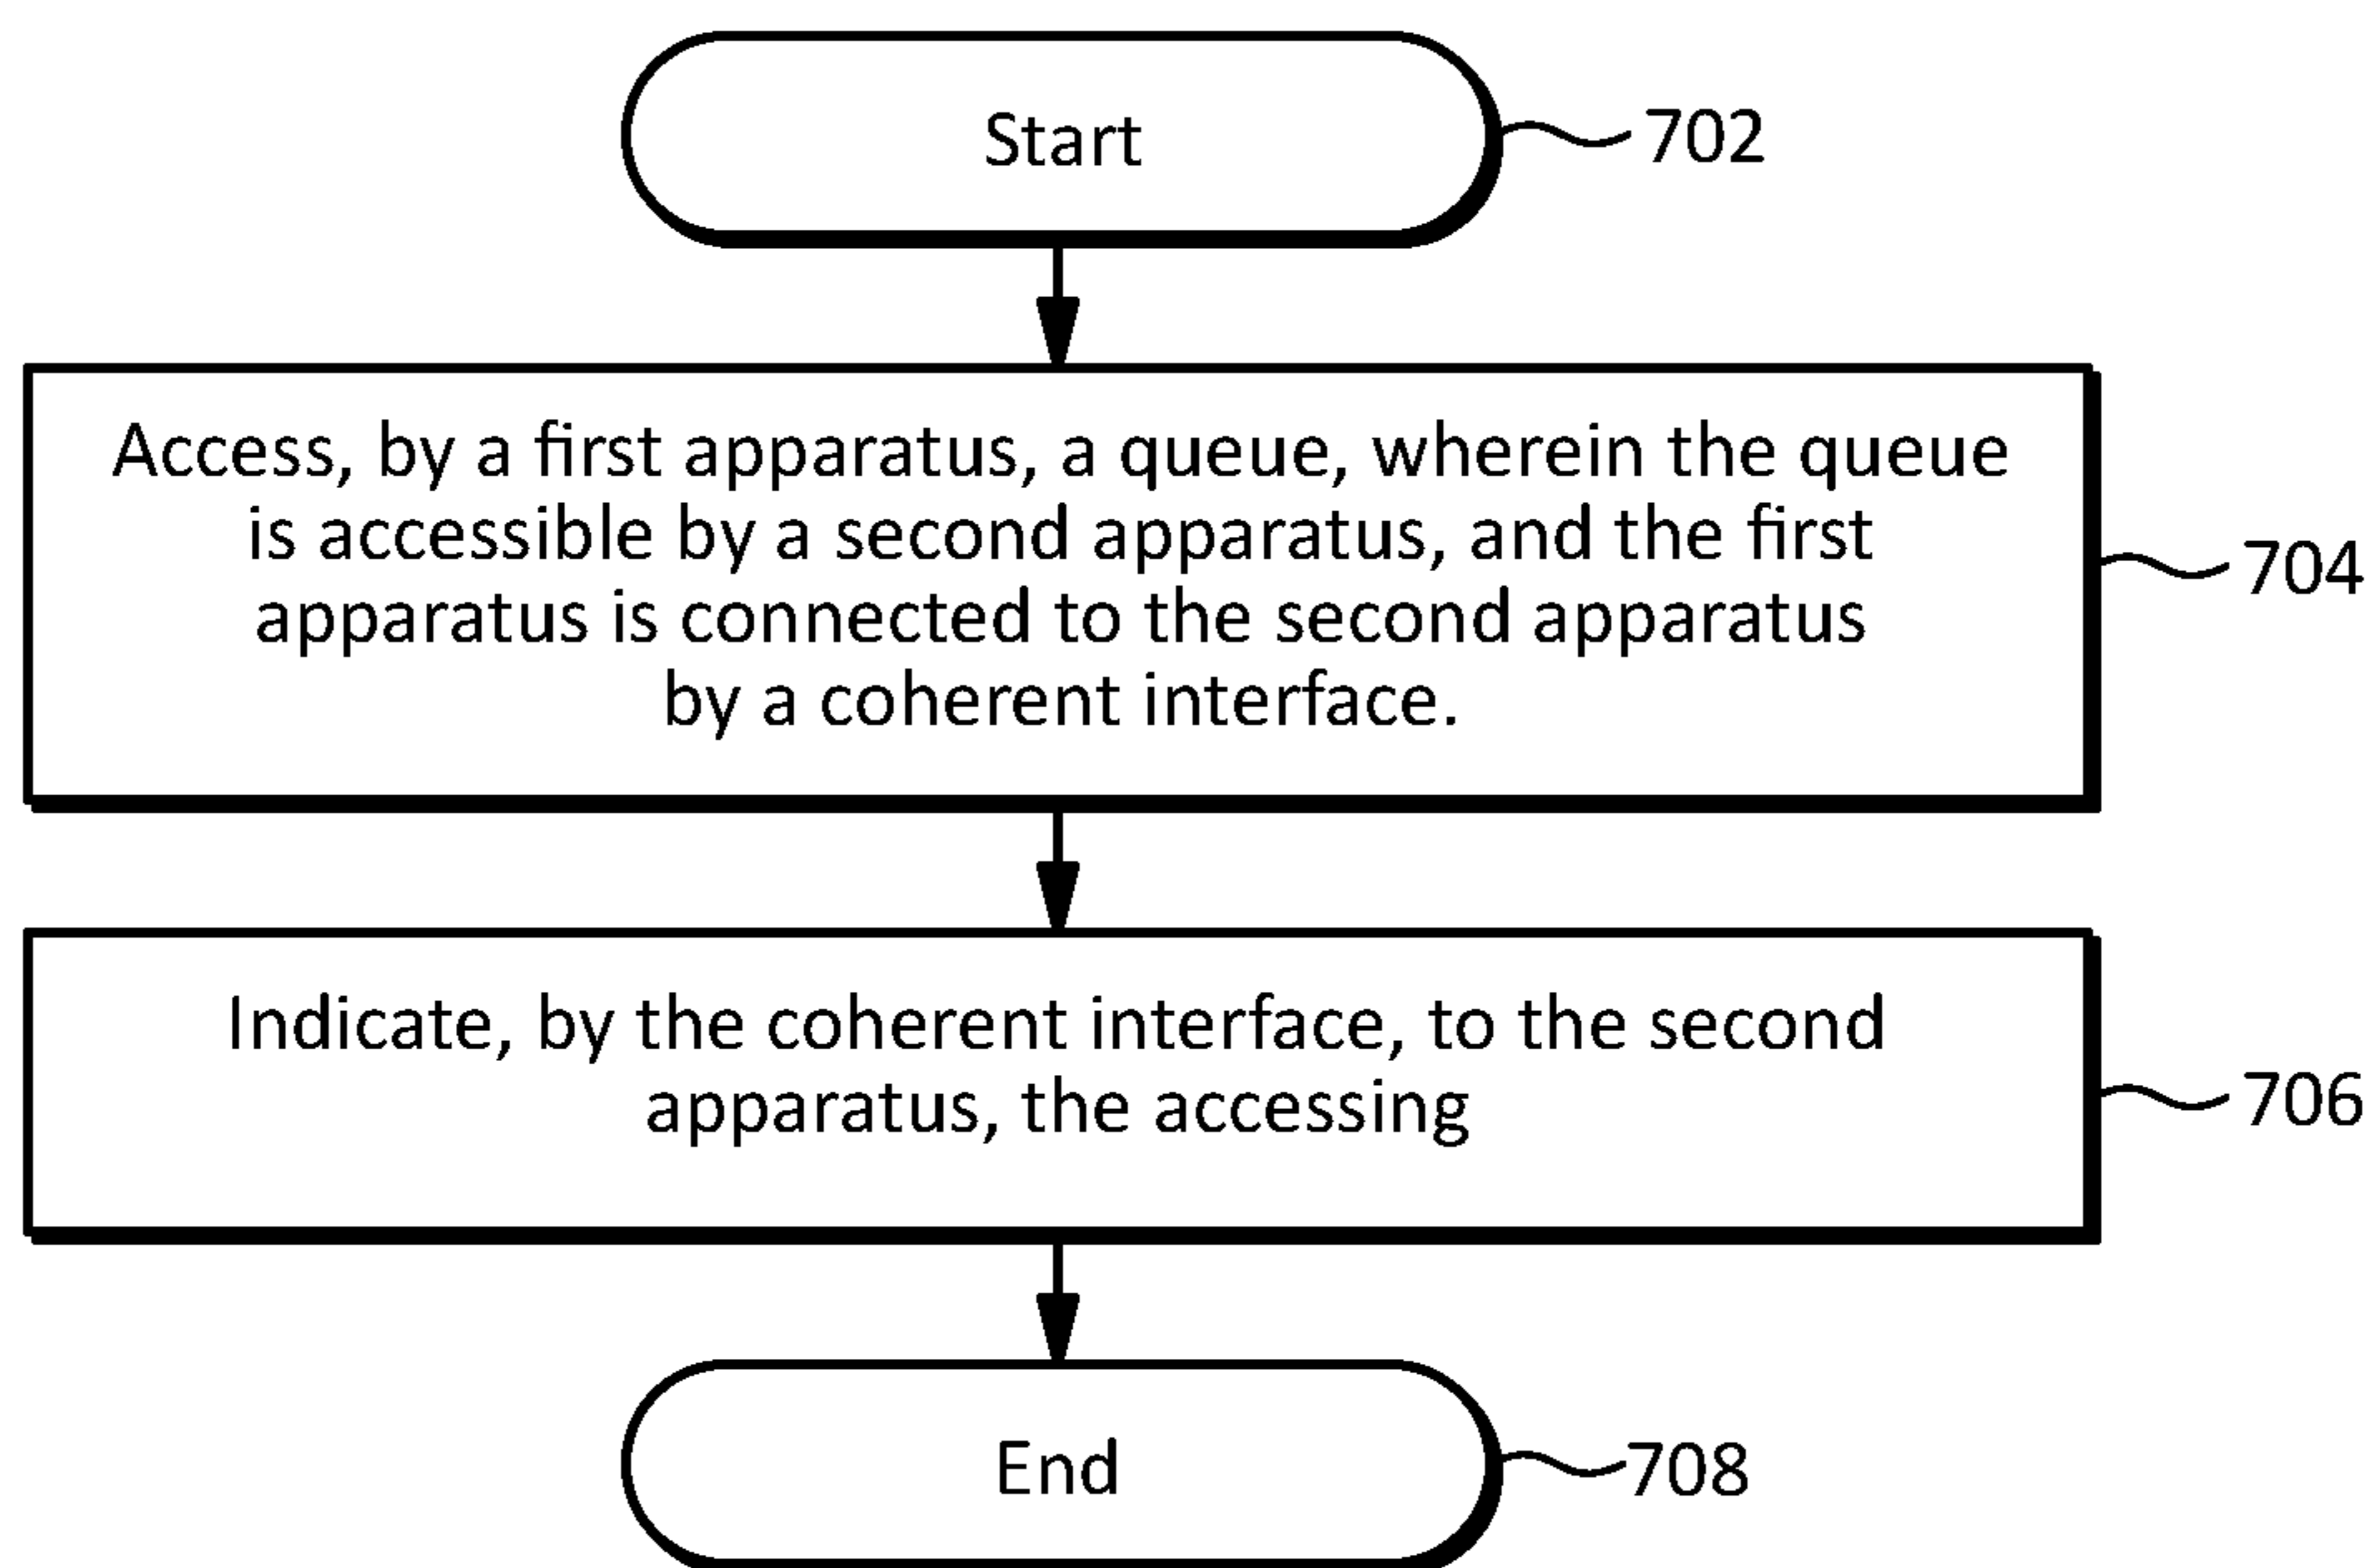 Start
702
Access, by a first apparatus, a queue, wherein the queue
is accessible by a second apparatus, and the first
apparatus is connected to the second apparatus
by a coherent interface.
704
Indicate, by the coherent interface, to the second
apparatus, the accessing
706
End
708